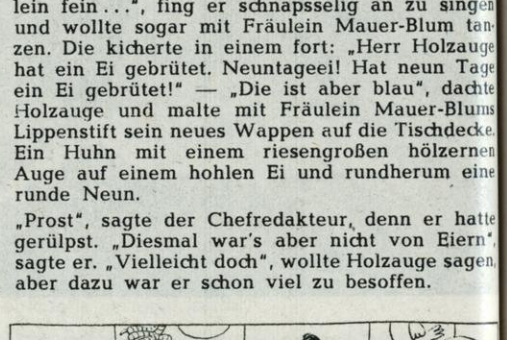 lein fein ...", fing er schnapsselig an zu singen
und wollte sogar mit Fräulein Mauer-Blum tan-
zen. Die kicherte in einem fort: „Herr Holzauge
hat ein Ei gebrütet. Neuntageei! Hat neun Tage
ein Ei gebrütet!" — „Die ist aber blau", dachte
Holzauge und malte mit Fräulein Mauer-Blums
Lippenstift sein neues Wappen auf die Tischdecke.
Ein Huhn mit einem riesengroßen hölzernen
Auge auf einem hohlen Ei und rundherum eine
runde Neun.
„Prost", sagte der Chefredakteur, denn er hatte
gerülpst. „Diesmal war's aber nicht von Eiern",
sagte er. „Vielleicht doch", wollte Holzauge sagen,
aber dazu war er schon viel zu besoffen.